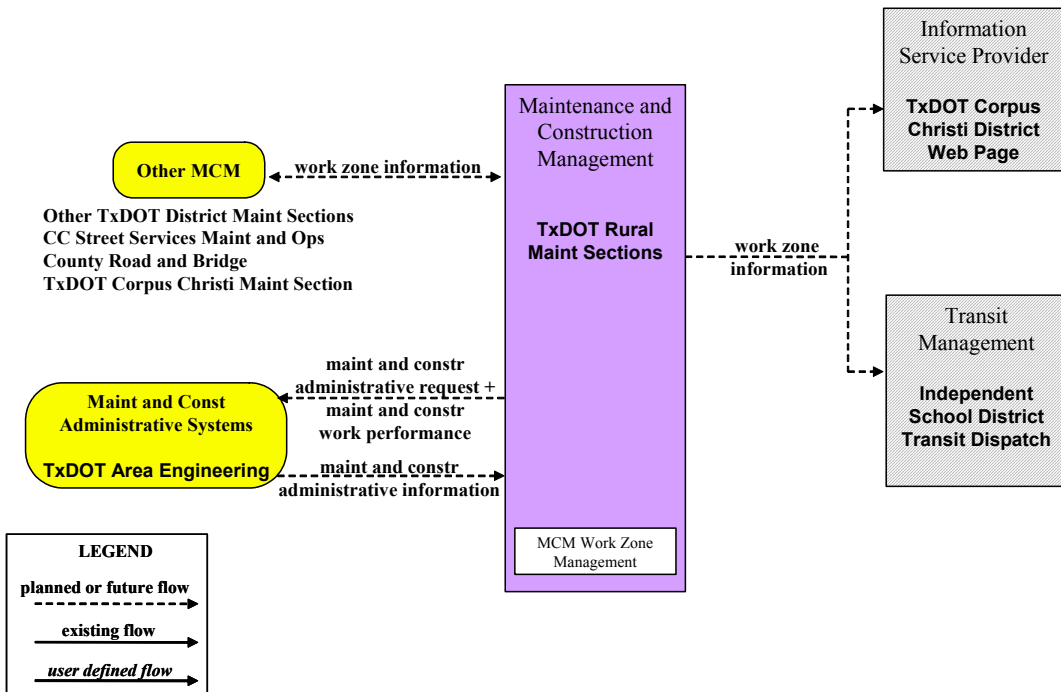 Information
Service Provider
TxDOT Corpus
Christi District
Web Page
Maintenance and
Construction
Management
TxDOT Rural
Maint Sections
MCM Work Zone
Management
Other MCM
work zone information
Other TxDOT District Maint Sections
CC Street Services Maint and Ops
County Road and Bridge
TxDOT Corpus Christi Maint Section
work zone
information
Transit
Management
Independent
School District
Transit Dispatch
maint and constr
administrative request +
maint and constr
work performance
Maint and Const
Administrative Systems
TxDOT Area Engineering
maint and constr
administrative information
LEGEND
planned or future flow
existing flow
user defined flow